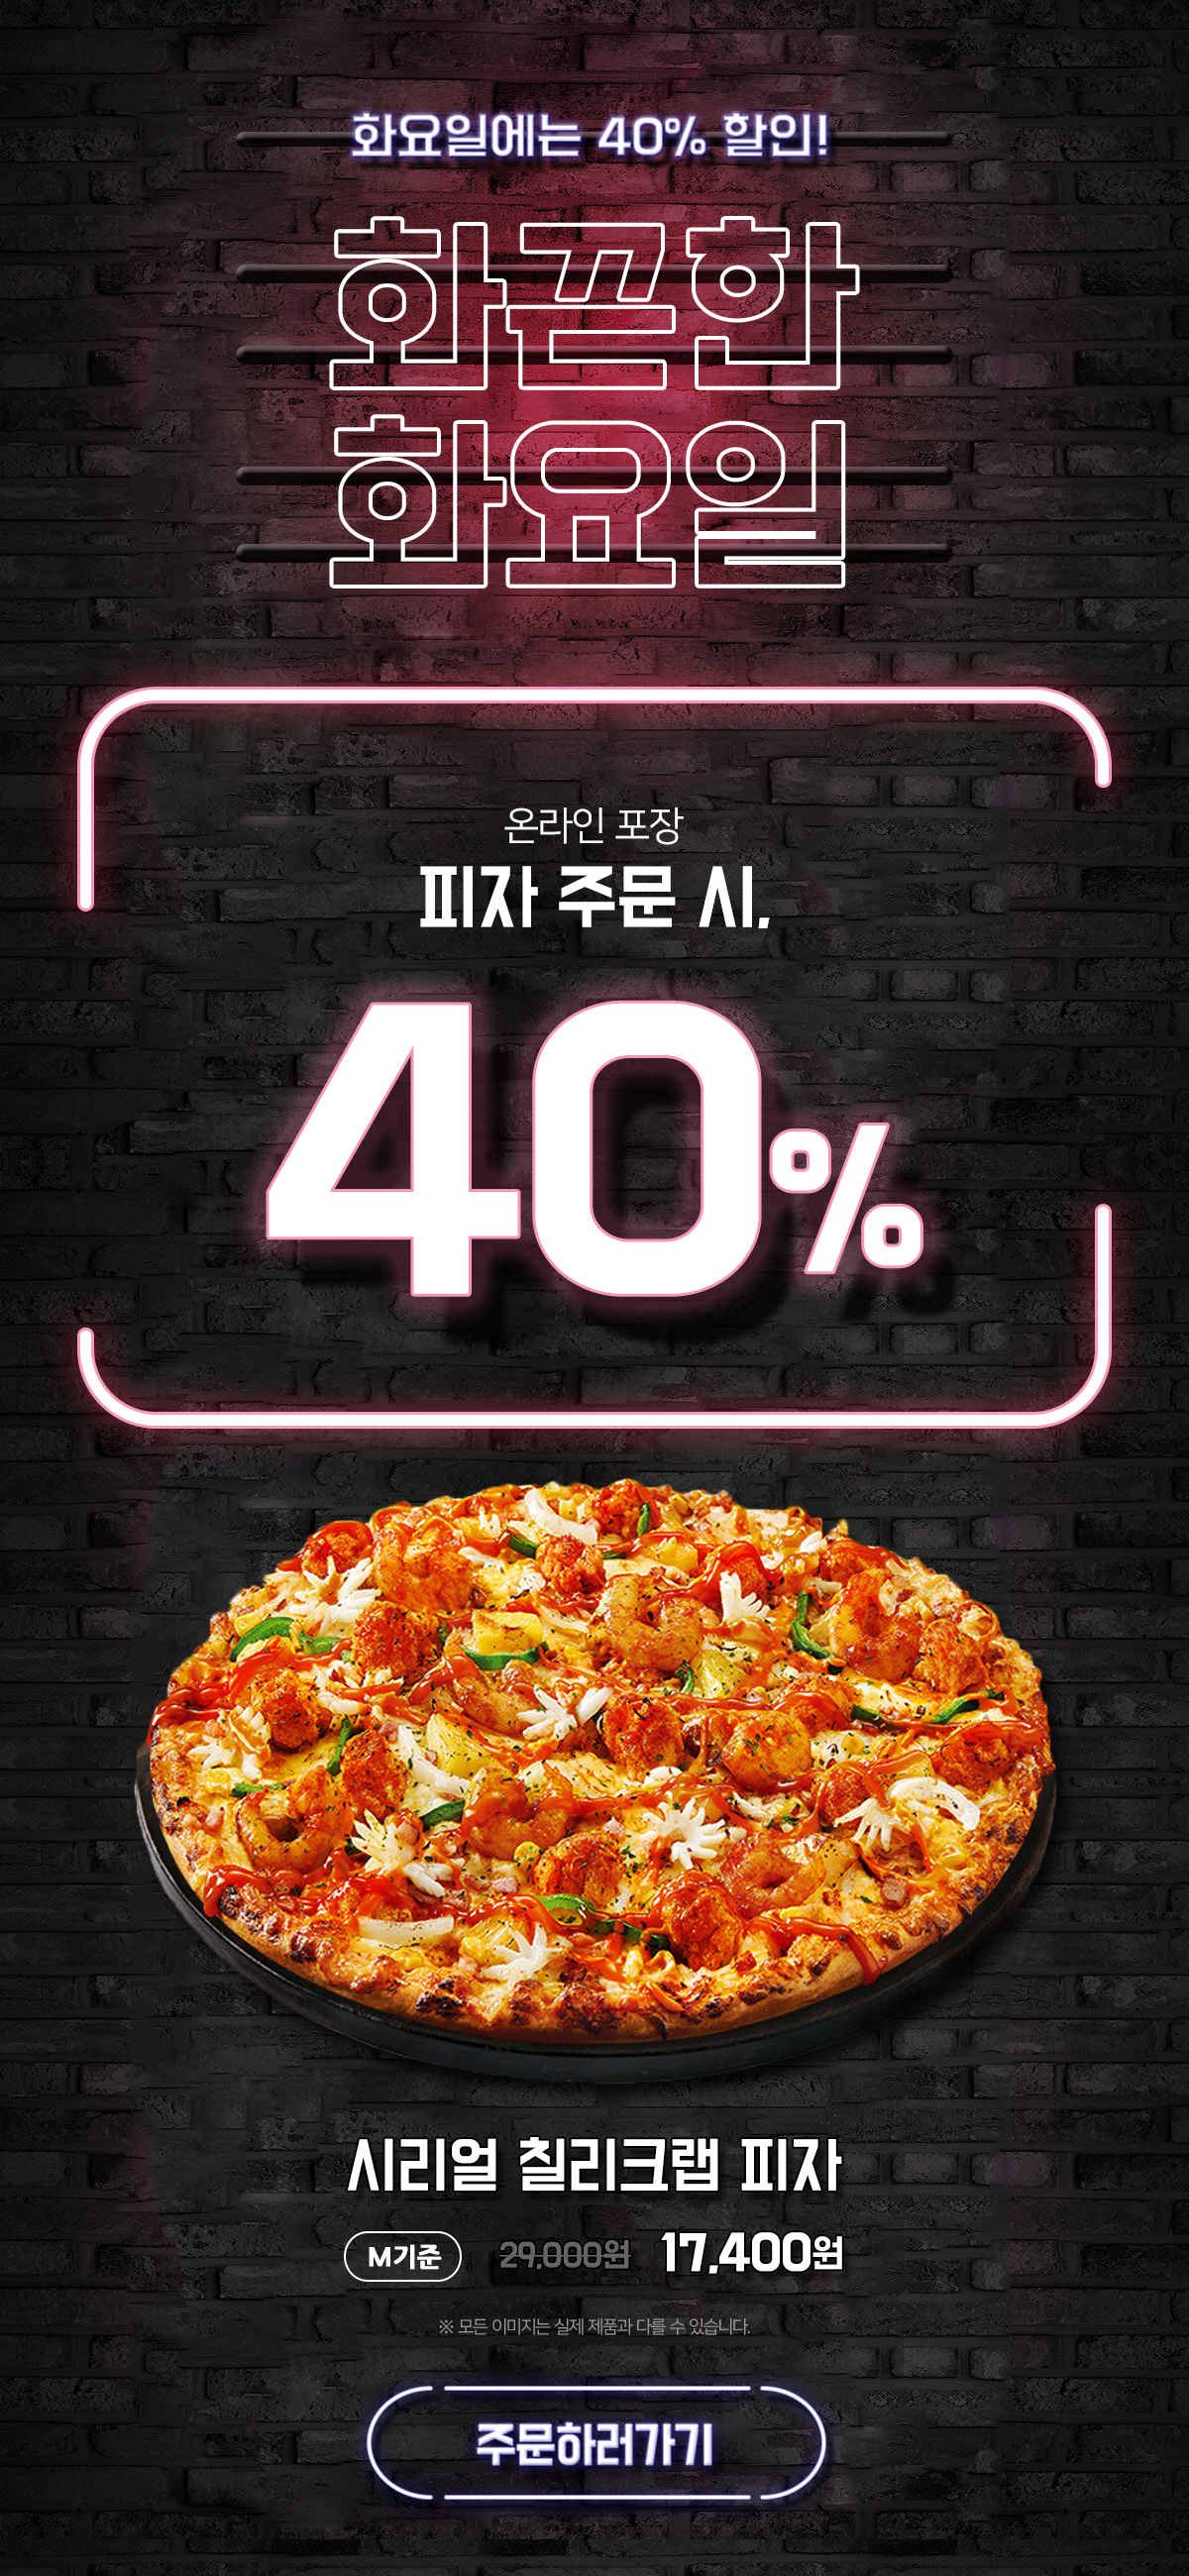 화요일에는 40% 할인!
화끈한
화요일
온라인 포장
피자 주문 시,
40%
시리얼 칠리크랩 피자
M기준 29,000원 17,400원
※ 모든 이미지는 실제 제품과 다를 수 있습니다.
주문하러가기